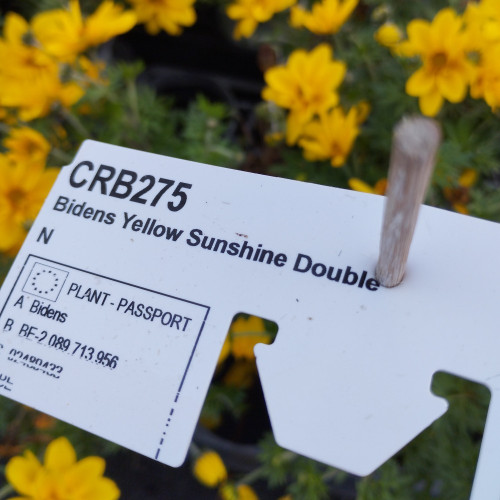 CRB275
Bidens Yellow Sunshine Double
N
PLANT - PASSPORT
A Bidens
B BE-2 089 713 956